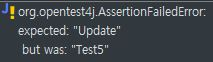 org.opentest4j.AssertionFailedError:
expected: "Update"
but was: "Test5"